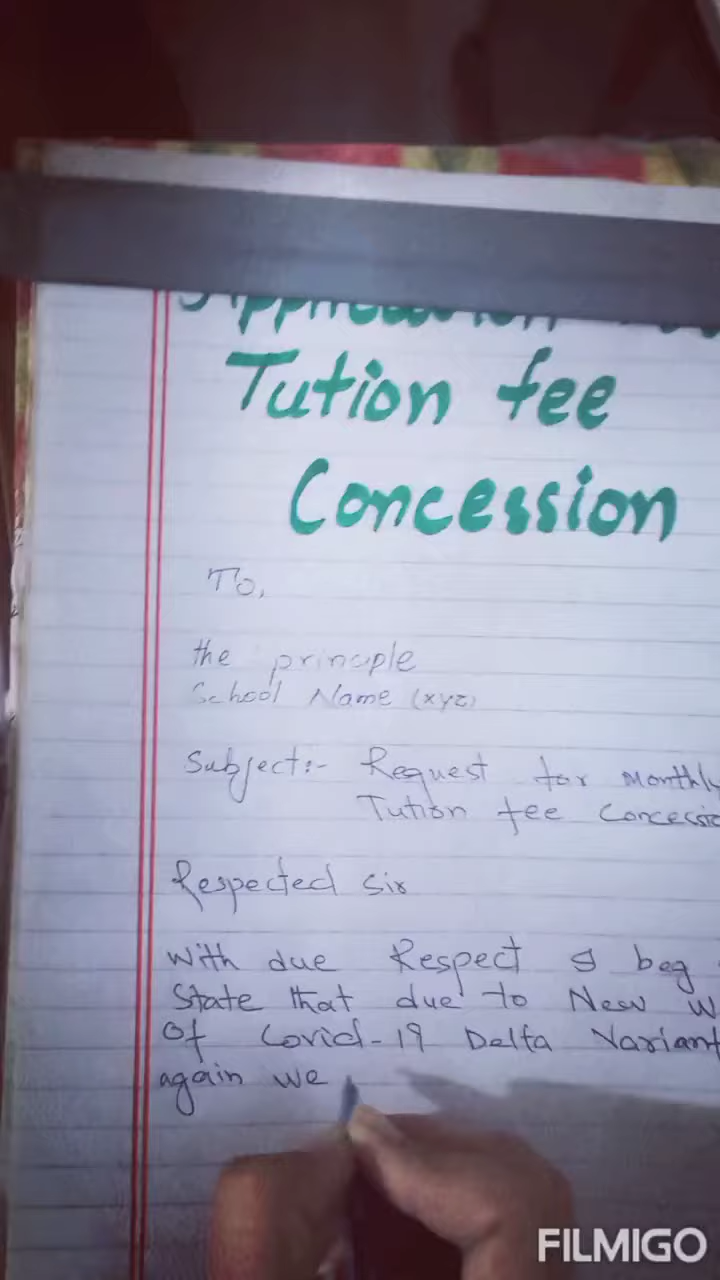 Tution fee
Concession
To,
the principle
School Name (xyz)
Subject:- Request for Monthly
Tution fee
Respected Sir
With due Respect I beg
State that due to New
Of Covid-19 Delta Variant
again we
FILMIGO